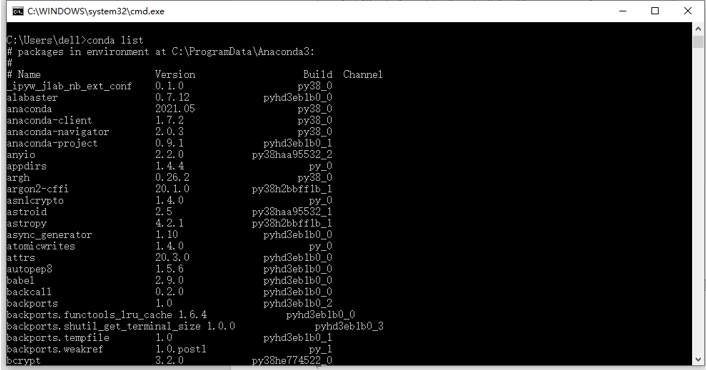 C:\WINDOWS\system32\cmd.exe
C:\Users\dell>conda list
# packages in environment at C:\ProgramData\Anaconda3:
#
# Name Version Build Channel
_ipyw_jlab_nb_ext_conf 0.1.0 py38_0
alabaster 0.7.12 pyhd3eb1b0_0
anaconda 2021.05 py38_0
anaconda-client 1.7.2 py38_0
anaconda-navigator 2.0.3 py38_0
anaconda-project 0.9.1 pyhd3eb1b0_1
anyio 2.2.0 py38haa95532_2
appdirs 1.4.4 py_0
argh 0.26.2 py38_0
argon2-cffi 20.1.0 py38h2bbff1b_1
asn1crypto 1.4.0 py_0
astroid 2.5 py38haa95532_1
astropy 4.2.1 py38h2bbff1b_1
async_generator 1.10 pyhd3eb1b0_0
atomicwrites 1.4.0 py_0
attrs 20.3.0 pyhd3eb1b0_0
autopep8 1.5.6 pyhd3eb1b0_0
babel 2.9.0 pyhd3eb1b0_0
backcall 0.2.0 pyhd3eb1b0_0
backports 1.0 pyhd3eb1b0_2
backports.functools_lru_cache 1.6.4 pyhd3eb1b0_0
backports.shutil_get_terminal_size 1.0.0 pyhd3eb1b0_3
backports.tempfile 1.0 pyhd3eb1b0_1
backports.weakref 1.0.post1 py_1
bcrypt 3.2.0 py38he774522_0